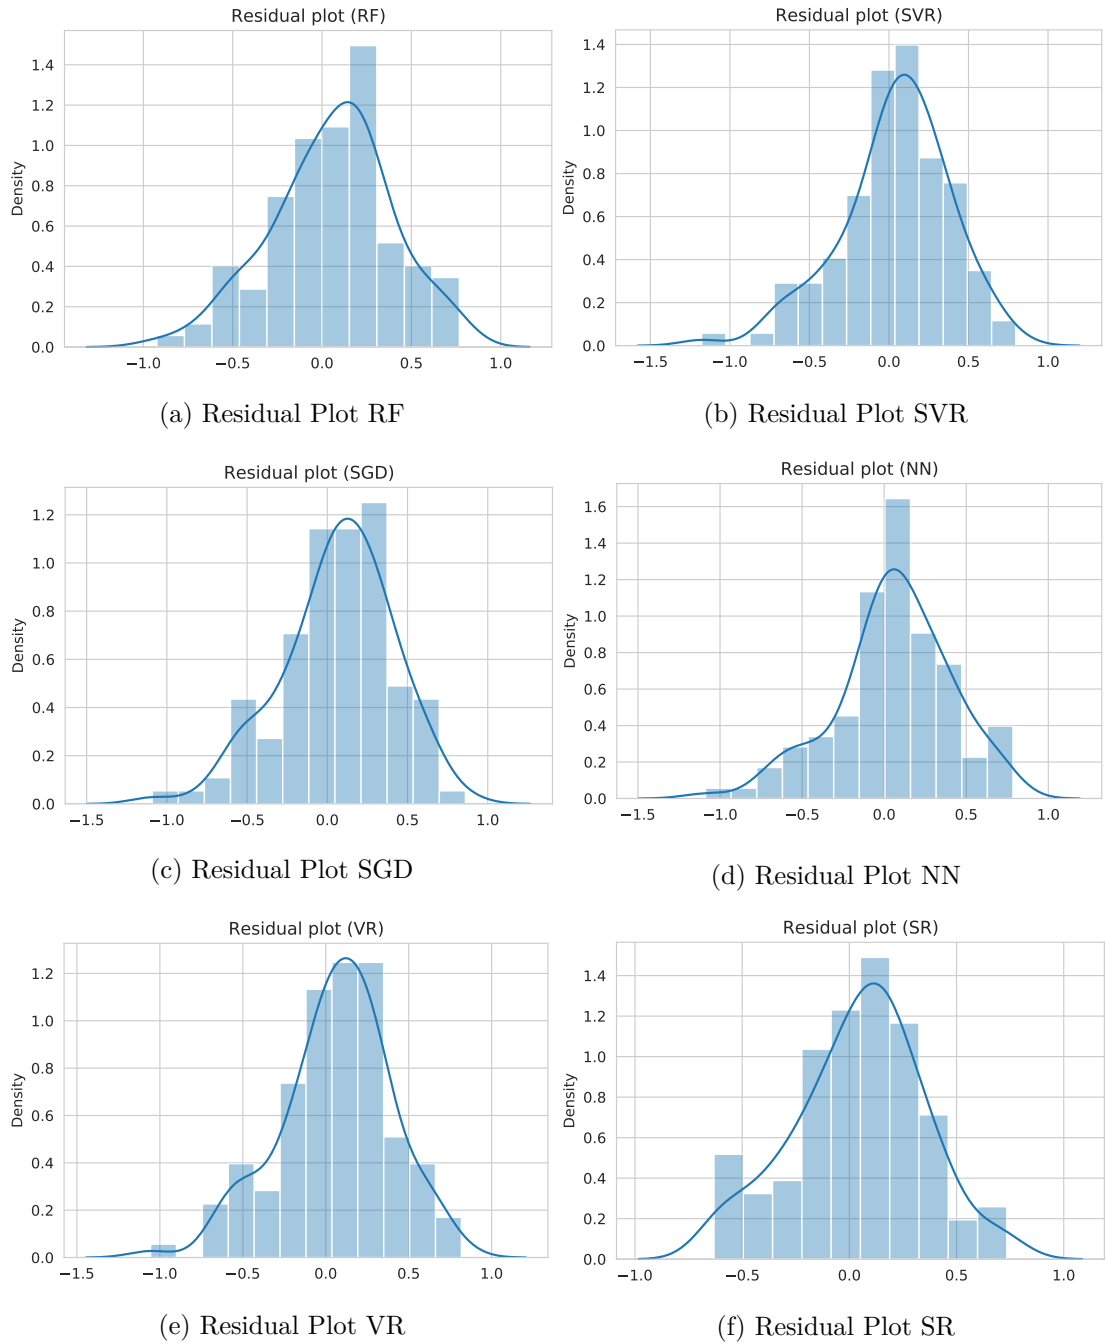 Residual plot (RF)
1.4
1.2
1.0
0.8
0.6
0.4
0.2
0.0
Density
−1.0 −0.5 0.0 0.5 1.0
(a) Residual Plot RF
Residual plot (SVR)
1.4
1.2
1.0
0.8
0.6
0.4
0.2
0.0
Density
−1.5 −1.0 −0.5 0.0 0.5 1.0
(b) Residual Plot SVR
Residual plot (SGD)
1.2
1.0
0.8
0.6
0.4
0.2
0.0
Density
−1.5 −1.0 −0.5 0.0 0.5 1.0
(c) Residual Plot SGD
Residual plot (NN)
1.6
1.4
1.2
1.0
0.8
0.6
0.4
0.2
0.0
Density
−1.5 −1.0 −0.5 0.0 0.5 1.0
(d) Residual Plot NN
Residual plot (VR)
1.2
1.0
0.8
0.6
0.4
0.2
0.0
Density
−1.5 −1.0 −0.5 0.0 0.5 1.0
(e) Residual Plot VR
Residual plot (SR)
1.4
1.2
1.0
0.8
0.6
0.4
0.2
0.0
Density
−1.0 −0.5 0.0 0.5 1.0
(f) Residual Plot SR